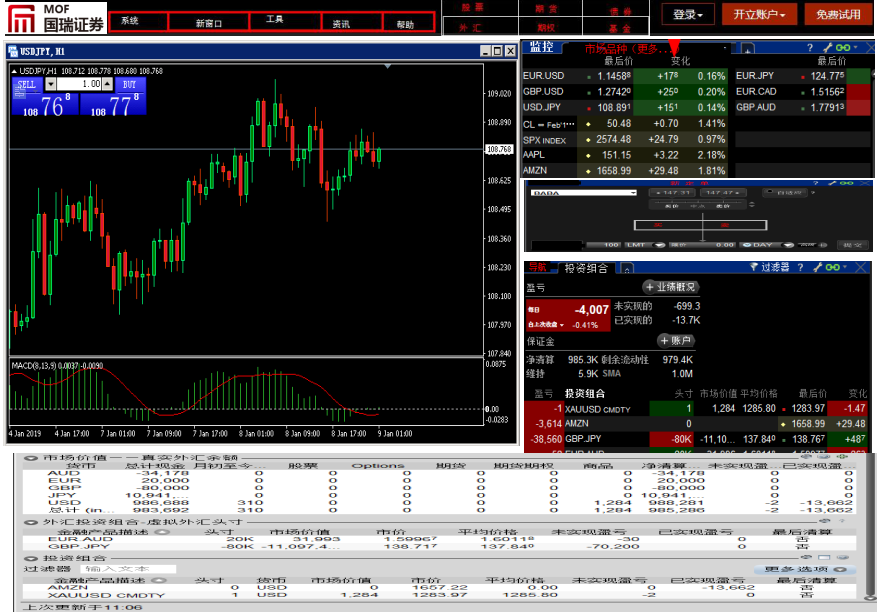 MOF
国瑞证券
系统 新窗口 工具 资讯 帮助
股票 期货 债券
外汇 期权 基金
登录 开立账户 免费试用
USDJPY, H1
USDJPY,H1 108.712 108.778 108.680 108.768
SELL 1.00 BUY
108 76 8 108 77 8
109.020
108.890
108.768
108.625
108.495
108.360
108.230
108.100
107.970
107.840
MACD(8,13,9) 0.0037 -0.0090
0.0875
0.00
-0.0283
4 Jan 2019 4 Jan 17:00 7 Jan 01:00 7 Jan 09:00 7 Jan 17:00 8 Jan 01:00 8 Jan 09:00 8 Jan 17:00 9 Jan 01:00
监控 市场品种（更多...
最后价 变化 最后价
EUR.USD 1.14458 +178 0.16% EUR.JPY 124.775
GBP.USD 1.27420 +250 0.20% EUR.CAD 1.51562
USD.JPY 108.891 +151 0.14% GBP.AUD 1.77913
CL Feb'1 50.48 +0.70 1.41%
SPX INDEX 2574.48 +24.79 0.97%
AAPL 151.15 +3.22 2.18%
AMZN 1658.99 +29.48 1.81%
BABA 147.31 147.47
100 LMT 0.00 DAY
导航 投资组合 过滤器 ?
盈亏 + 业绩概况
每日 -4,007 未实现的 -699.3
自上次收盘 -0.41% 已实现的 -13.7K
保证金 + 账户
净清算 985.3K 剩余流动性 979.4K
维持 5.9K SMA 1.0M
盈亏 投资组合 头寸 市场价值 平均价格 最后价 变化
-1 XAUUSD CMDTY 1 1,284 1285.80 1283.97 -1.47
-3,614 AMZN 0 1658.99 +29.48
-38,560 GBP.JPY -80K -11,10... 137.840 138.767 +487
市场价值——真实外汇余额
货币 总计现金 月初至今... 股票 Options 期货 期货期权 商品 净清算... 未实现盈... 已实现盈...
AUD -34,178 0 0 0 0 0 0 -34,178 0 0
EUR -20,000 0 0 0 0 0 0 -20,000 0 0
GBP -80,000 0 0 0 0 0 0 -80,000 0 0
JPY 10,941... 0 0 0 0 0 0 10,941... 0 0
USD 986,688 310 0 0 0 0 1,284 988,281 -2 -13,662
总计 (in... 983,692 310 0 0 0 0 1,284 985,286 -2 -13,662
外汇投资组合-虚拟外汇头寸
金融产品描述 头寸 市场价值 市价 平均价格 未实现盈亏 已实现盈亏 最后清算
EUR.AUD 20K 31,993 1.59967 1.60118 -30 0 否
GBP.JPY -80K -11,097,4... 138.717 137.840 -70,200 0 否
投资组合
过滤器 输入文本 更多选项
金融产品描述 头寸 货币 市场价值 市价 平均价格 未实现盈亏 已实现盈亏 最后清算
AMZN 0 USD 0 1657.22 0.00 0 -13,662 否
XAUUSD CMDTY 1 USD 1,284 1283.97 1285.80 -2 0 否
上次更新于11:06